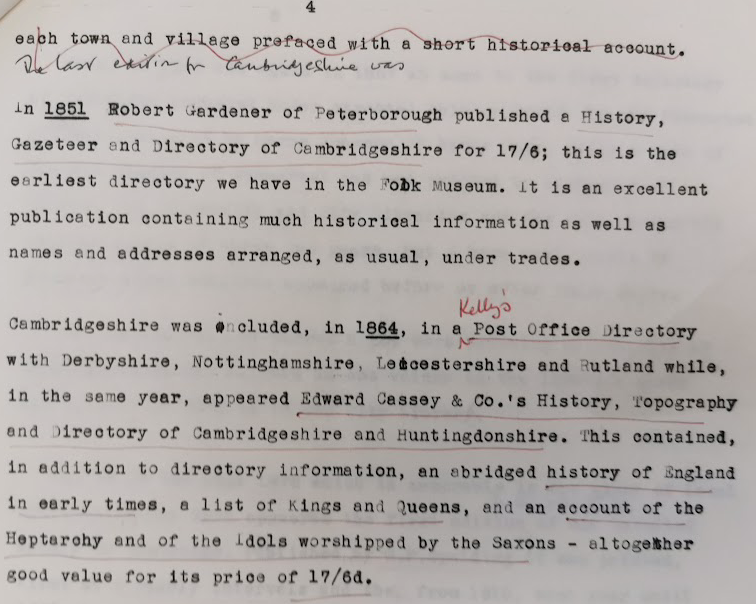 4
each town and village prefaced with a short historical account.
The last edition for Cambridgeshire was
in 1851 Robert Gardener of Peterborough published a History,
Gazeteer and Directory of Cambridgeshire for 17/6; this is the
earliest directory we have in the Folk Museum. it is an excellent
publication containing much historical information as well as
names and addresses arranged, as usual, under trades.
Kelly's
Cambridgeshire was included, in 1864, in a Post Office Directory
with Derbyshire, Nottinghamshire, Leicestershire and Rutland while,
in the same year, appeared Edward Cassey & Co.'s History, Topography
and Directory of Cambridgeshire and Huntingdonshire. This contained,
in addition to directory information, an abridged history of England
in early times, a list of Kings and Queens, and an account of the
Heptarchy and of the idols worshipped by the Saxons - altogether
good value for its price of 17/6d.